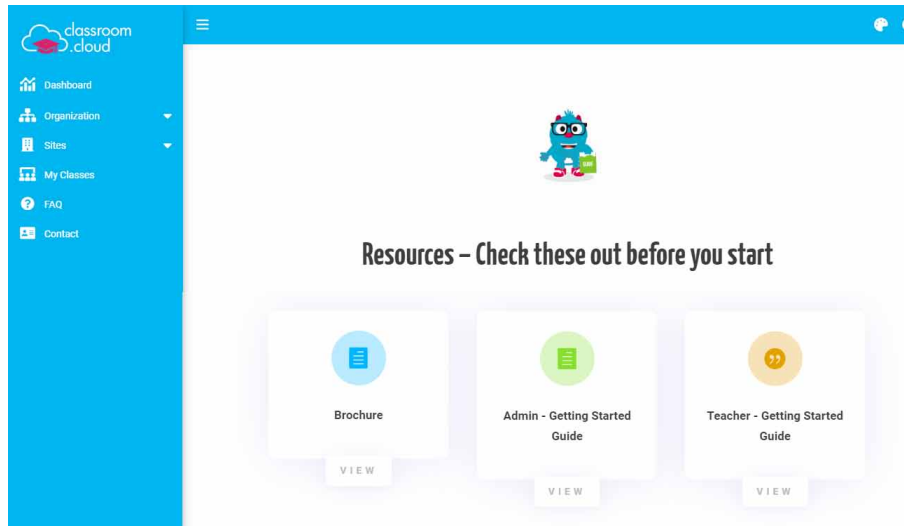 classroom
.cloud
Dashboard
Organization
Sites
My Classes
FAQ
Contact
Resources – Check these out before you start
Brochure
VIEW
Admin - Getting Started
Guide
VIEW
Teacher - Getting Started
Guide
VIEW